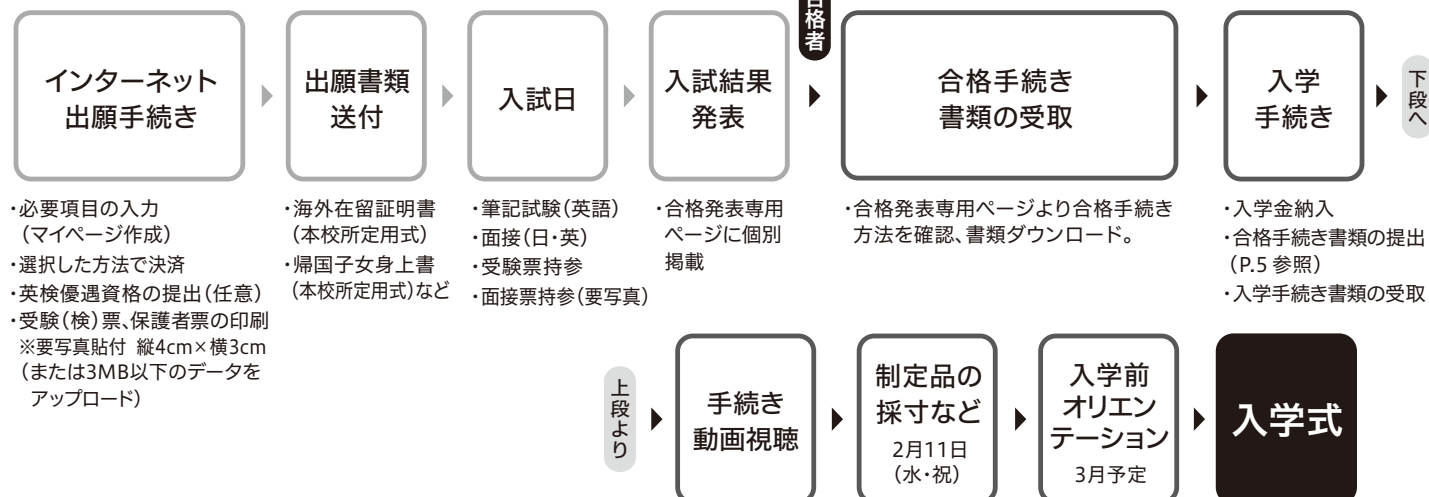 合格者
インターネット
出願手続き
出願書類
送付
入試日
入試結果
発表
合格手続き
書類の受取
入学
手続き
下段へ
・必要項目の入力
（マイページ作成）
・選択した方法で決済
・英検優遇資格の提出（任意）
・受験（検）票、保護者票の印刷
※要写真貼付 縦4cm×横3cm
（または3MB以下のデータを
アップロード）
・海外在留証明書
（本校所定用式）
・帰国子女身上書
（本校所定用式）など
・筆記試験（英語）
・面接（日・英）
・受験票持参
・面接票持参（要写真）
・合格発表専用
ページに個別
掲載
・合格発表専用ページより合格手続き
方法を確認、書類ダウンロード。
・入学金納入
・合格手続き書類の提出
（P.5 参照）
・入学手続き書類の受取
上段より
手続き
動画視聴
制定品の
採寸など
2月11日
（水・祝）
入学前
オリエン
テーション
3月予定
入学式